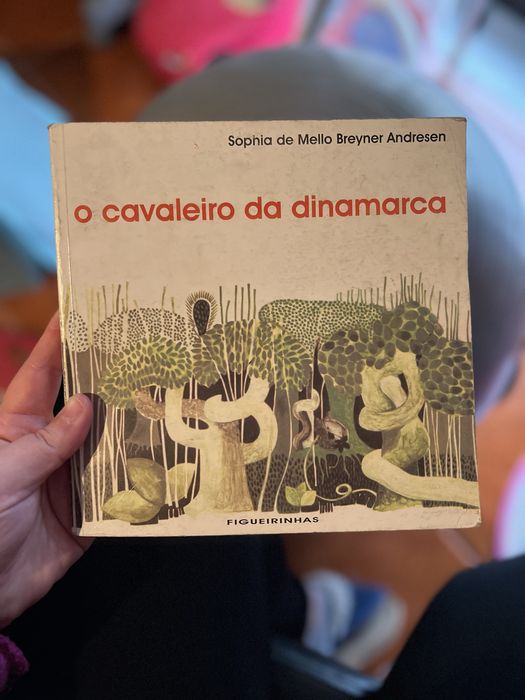 Sophia de Mello Breyner Andresen
o cavaleiro da dinamarca
FIGUEIRINHAS